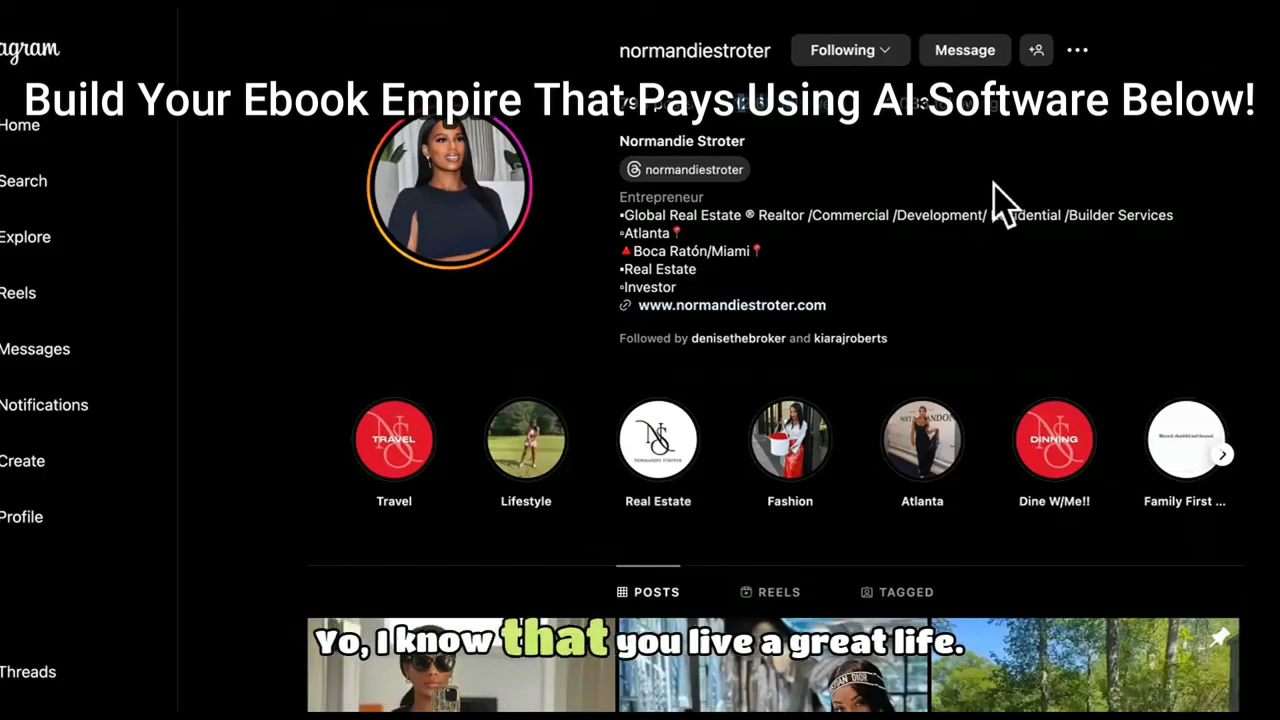 agram
normandiestroter
Following
Message
Build Your Ebook Empire That Pays Using AI Software Below!
Home
Normandie Stroter
normandiestroter
Search
Entrepreneur
▪Global Real Estate ® Realtor /Commercial /Development/ /Builder Services
Explore
▫Atlanta📍
🔺Boca Ratón/Miami📍
▪Real Estate
▫Investor
Reels
www.normandiestroter.com
Followed by denisethebroker and kiarajroberts
Messages
Notifications
Create
Profile
TRAVEL
NS
NORMANDIE STROTER
DINNING
Travel
Lifestyle
Real Estate
Fashion
Atlanta
Dine W/Me!!
Family First ...
POSTS
REELS
TAGGED
Yo, I know that you live a great life.
Threads